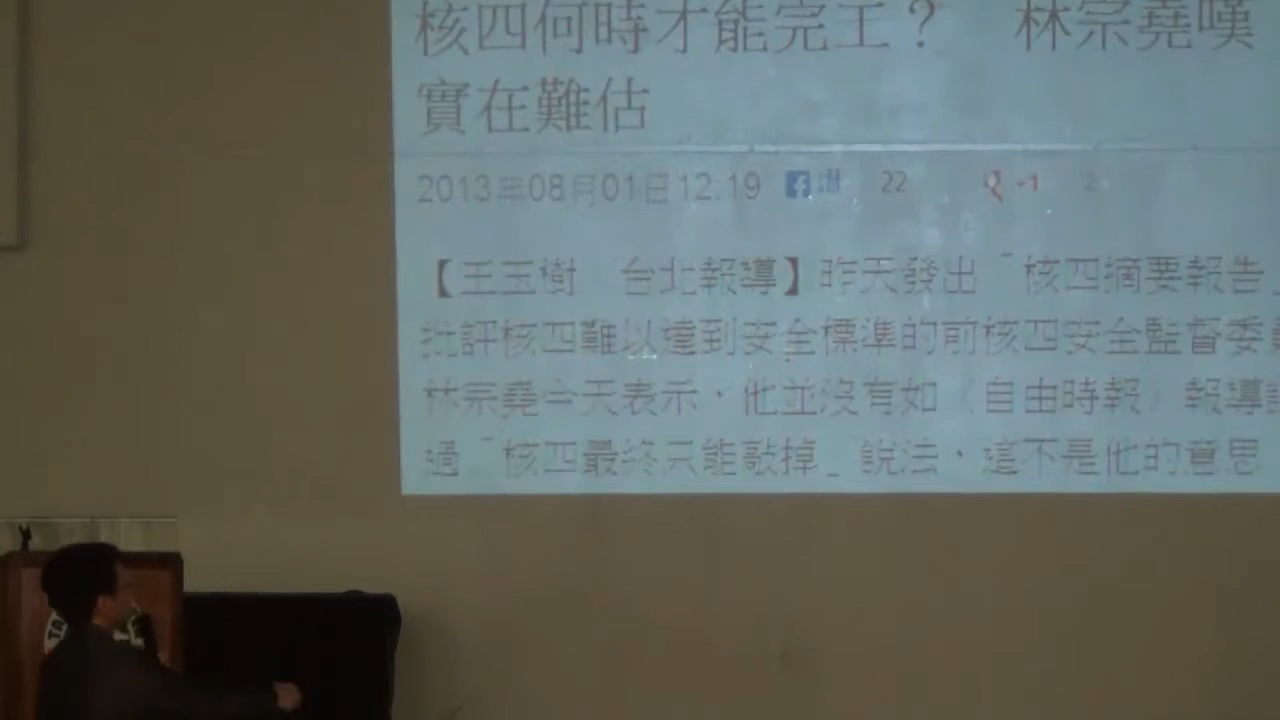 核四何時才能完工？　林宗堯嘆
實在難估
2013年08月01日12:19 讚 22 +1 2
【王玉樹　台北報導】昨天發出「核四摘要報告」
批評核四難以達到安全標準的前核四安全監督委員
林宗堯今天表示，他並沒有如《自由時報》報導
過「核四最終只能敲掉」說法，這不是他的意思
TA